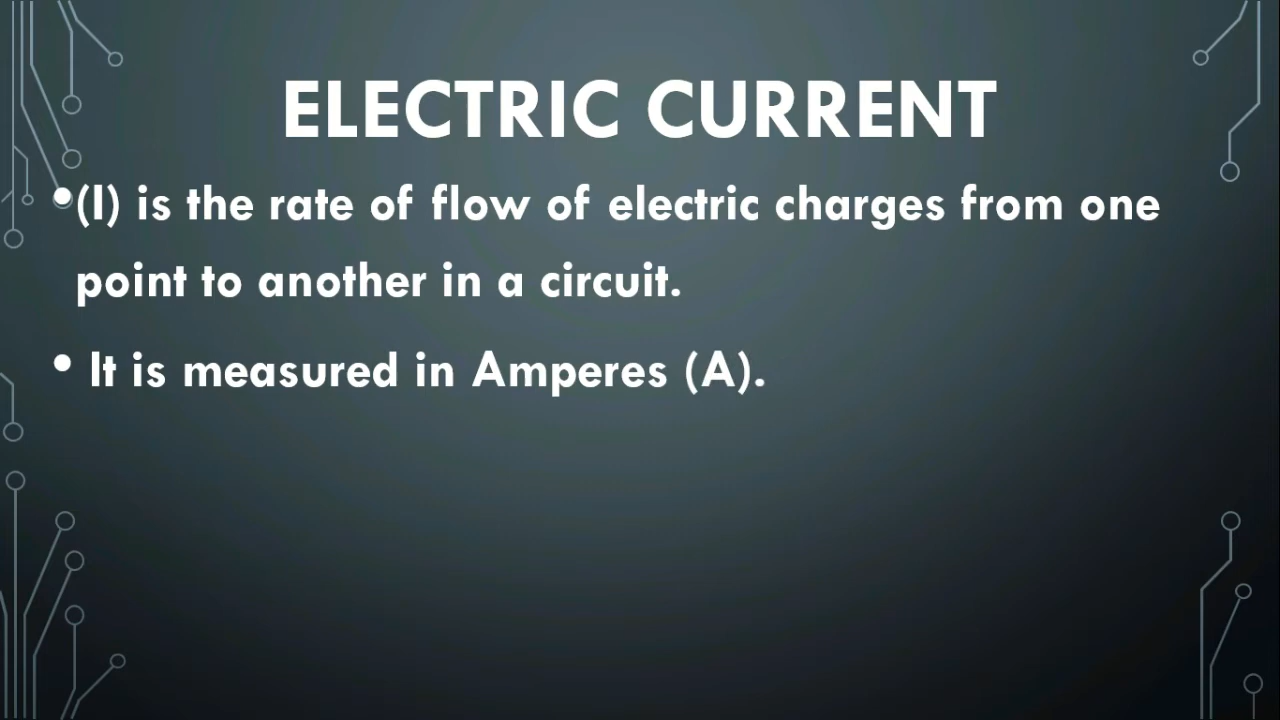 ELECTRIC CURRENT
•(I) is the rate of flow of electric charges from one
point to another in a circuit.
• It is measured in Amperes (A).